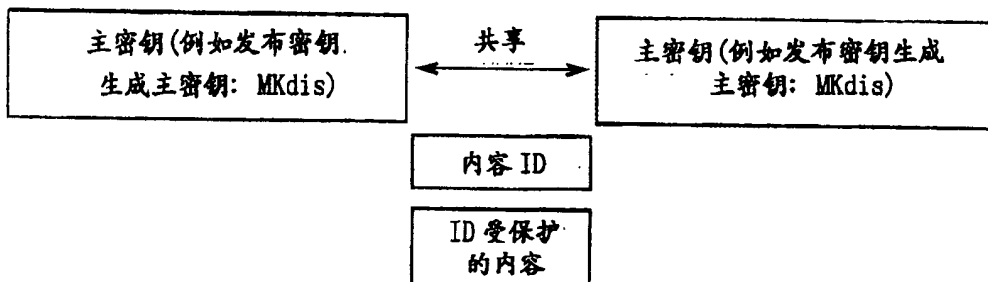 主密钥(例如发布密钥
生成主密钥: MKdis)
共享
主密钥(例如发布密钥生成
主密钥: MKdis)
内容 ID
ID 受保护
的内容